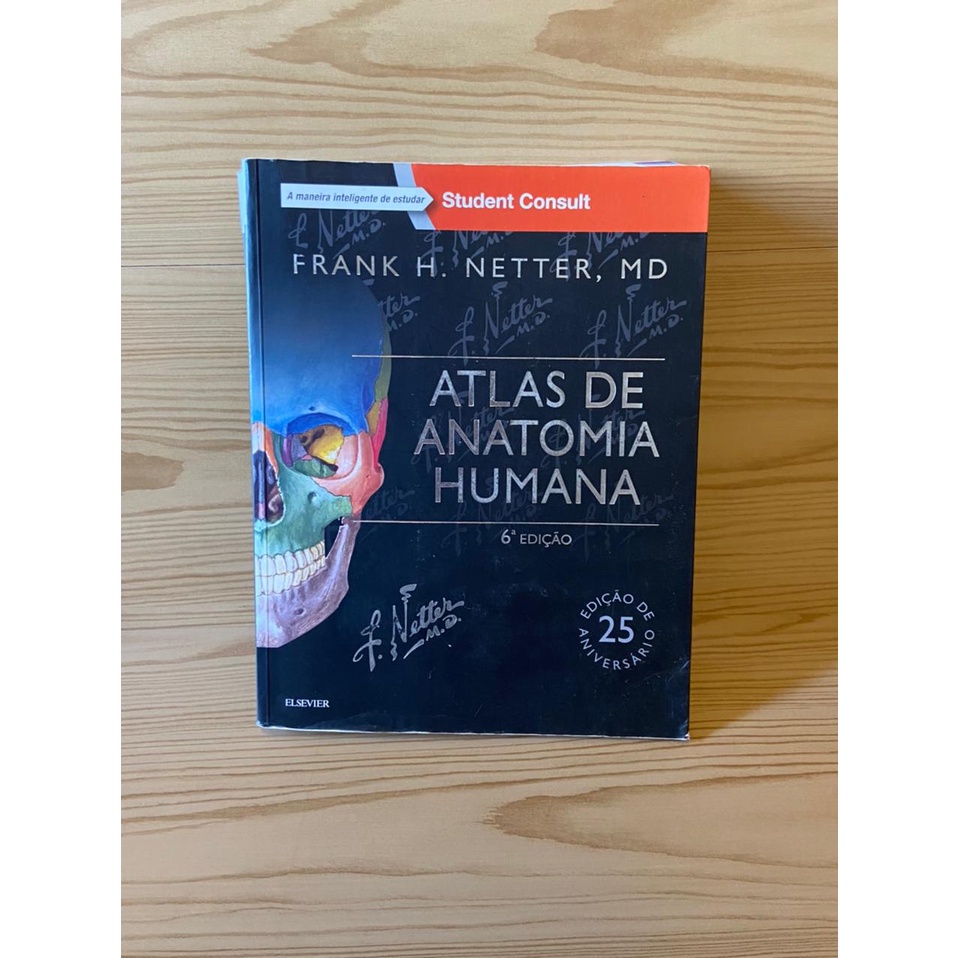 A maneira inteligente de estudar
Student Consult
FRANK H. NETTER, MD
ATLAS DE
ANATOMIA
HUMANA
6ª EDIÇÃO
F. Netter M.D.
EDIÇÃO DE
25
ANIVERSÁRIO
ELSEVIER